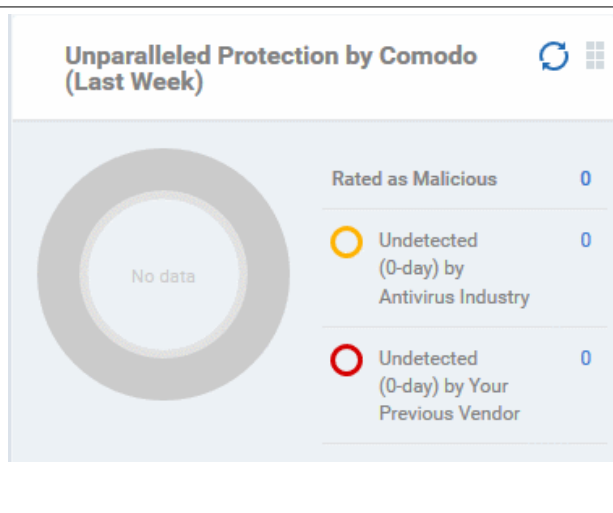 Unparalleled Protection by Comodo
(Last Week)
No data
Rated as Malicious 0
Undetected 0
(0-day) by
Antivirus Industry
Undetected 0
(0-day) by Your
Previous Vendor